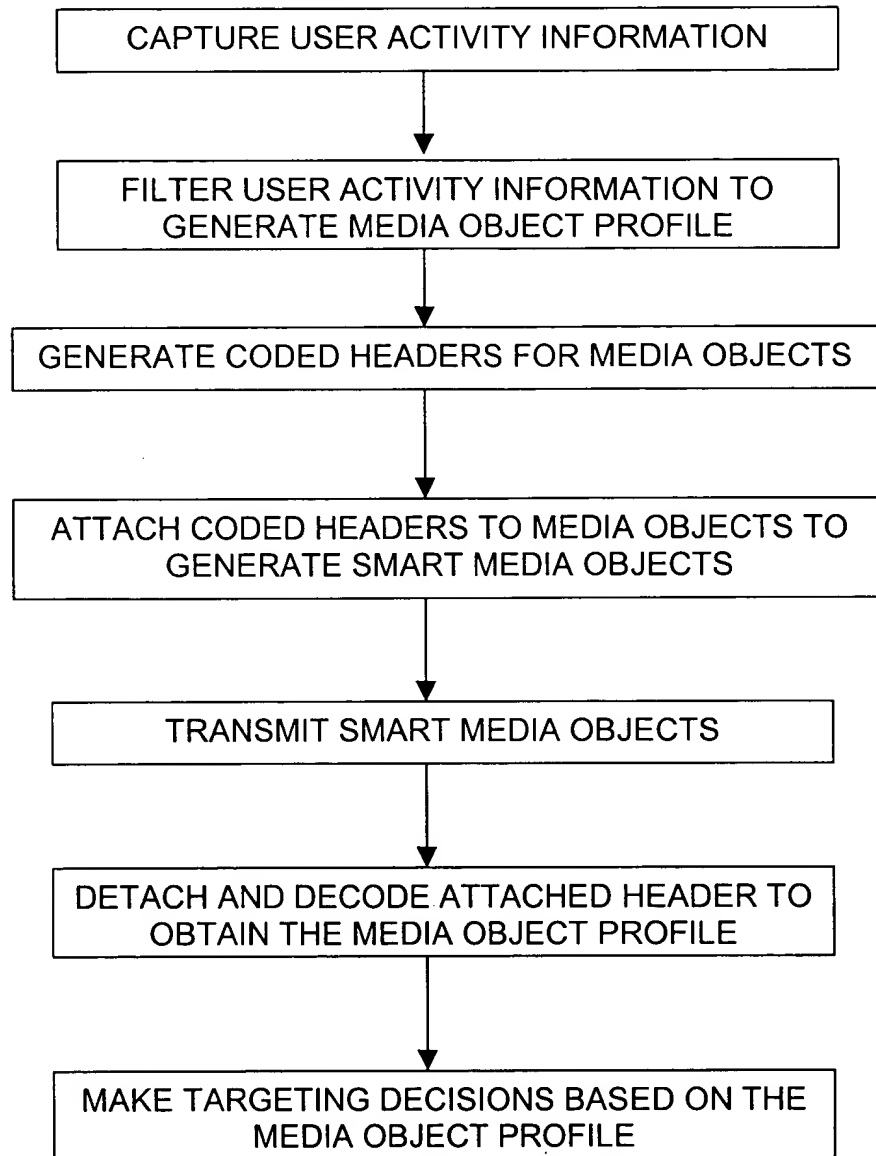 CAPTURE USER ACTIVITY INFORMATION
FILTER USER ACTIVITY INFORMATION TO
GENERATE MEDIA OBJECT PROFILE
GENERATE CODED HEADERS FOR MEDIA OBJECTS
ATTACH CODED HEADERS TO MEDIA OBJECTS TO
GENERATE SMART MEDIA OBJECTS
TRANSMIT SMART MEDIA OBJECTS
DETACH AND DECODE ATTACHED HEADER TO
OBTAIN THE MEDIA OBJECT PROFILE
MAKE TARGETING DECISIONS BASED ON THE
MEDIA OBJECT PROFILE